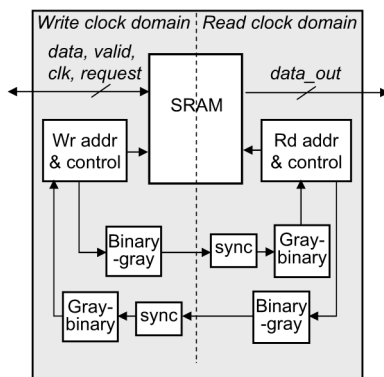 Write clock domain
Read clock domain
data, valid,
clk, request
data_out
SRAM
Wr addr
& control
Rd addr
& control
Binary
-gray
sync
Gray-
binary
Gray-
binary
sync
Binary
-gray